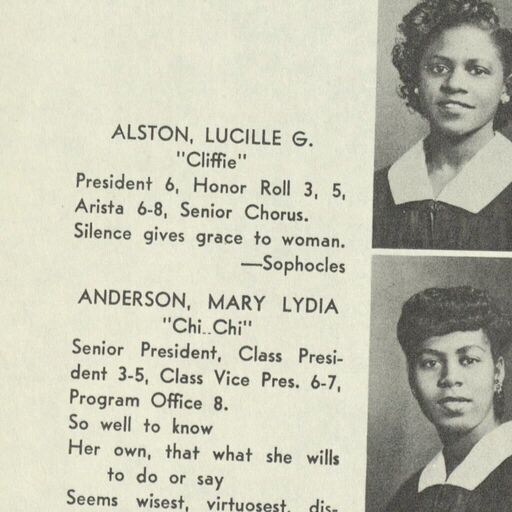 ALSTON, LUCILLE G.
"Cliffie"
President 6, Honor Roll 3, 5,
Arista 6-8, Senior Chorus.
Silence gives grace to woman.
—Sophocles
ANDERSON, MARY LYDIA
"Chi..Chi"
Senior President, Class Presi-
dent 3-5, Class Vice Pres. 6-7,
Program Office 8.
So well to know
Her own, that what she wills
to do or say
Seems wisest, virtuosest, dis-